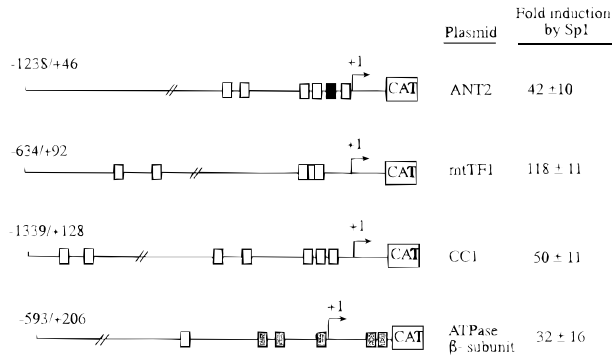 Plasmid
Fold induction
by Sp1
-1238/+46
+1
CAT
ANT2
42 ±10
-634/+92
+1
CAT
mtTF1
118 ± 11
-1339/+128
+1
CAT
CC1
50 ± 11
-593/+206
+1
CAT
ATPase
β- subunit
32 ± 16